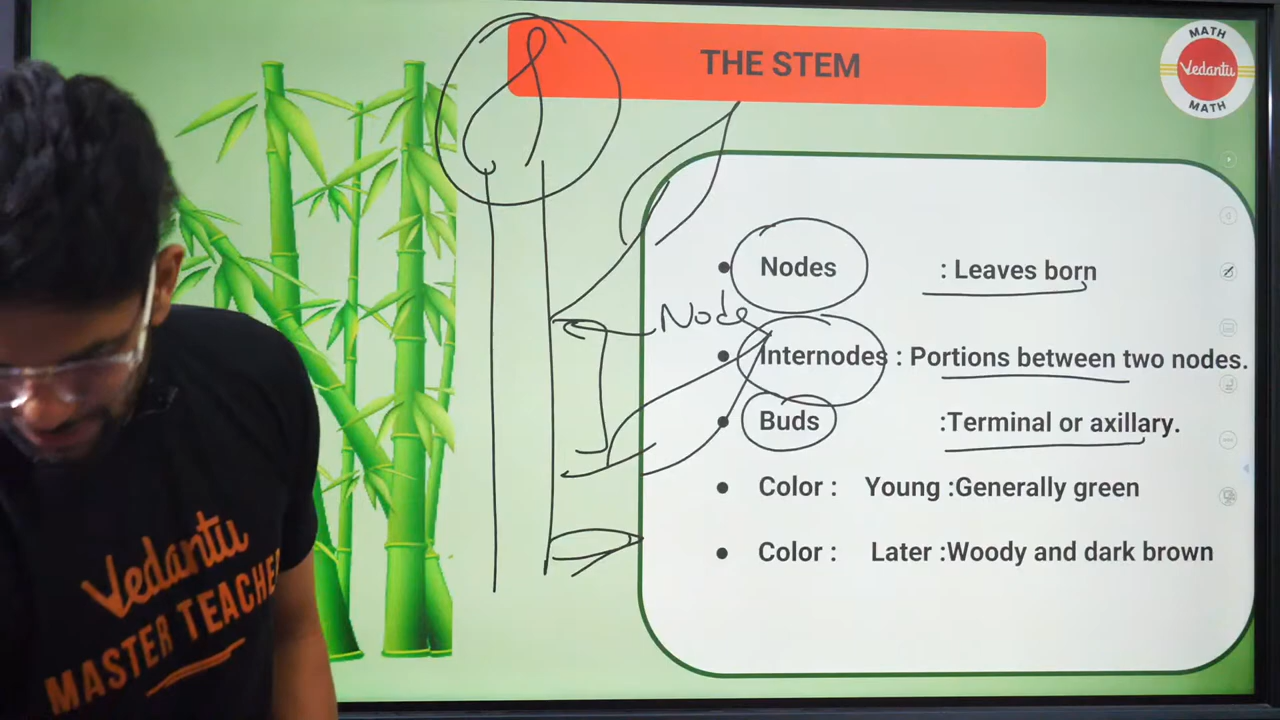 THE STEM
MATH
Vedantu
MATH
• Nodes : Leaves born
Node
• Internodes : Portions between two nodes.
• Buds :Terminal or axillary.
• Color : Young :Generally green
• Color : Later :Woody and dark brown
Vedantu
MASTER TEACHER